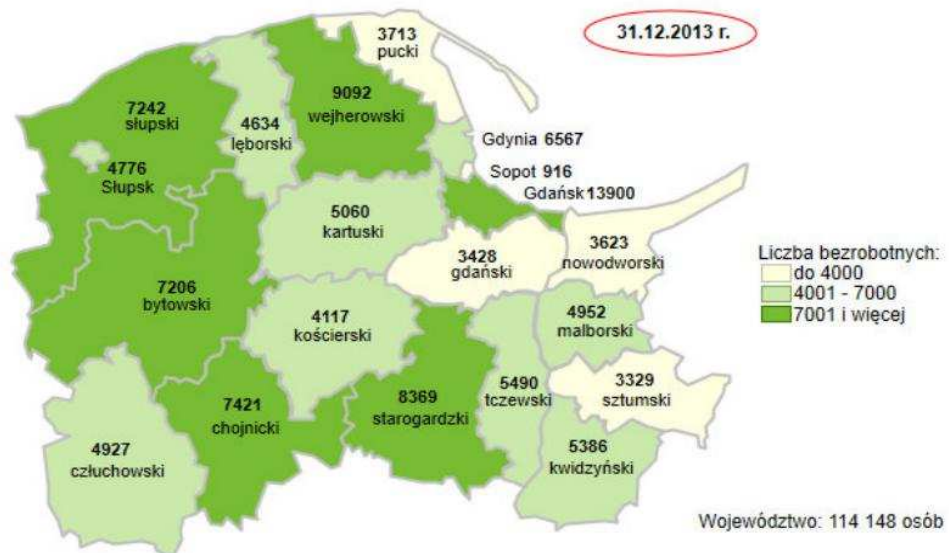 31.12.2013 r.
3713
pucki
7242
słupski
4634
lęborski
9092
wejherowski
Gdynia 6567
4776
Słupsk
Sopot 916
Gdańsk 13900
5060
kartuski
3428
gdański
3623
nowodworski
Liczba bezrobotnych:
do 4000
4001 - 7000
7001 i więcej
7206
bytowski
4117
kościerski
4952
malborski
7421
chojnicki
8369
starogardzki
5490
tczewski
3329
sztumski
4927
człuchowski
5386
kwidzyński
Województwo: 114 148 osób